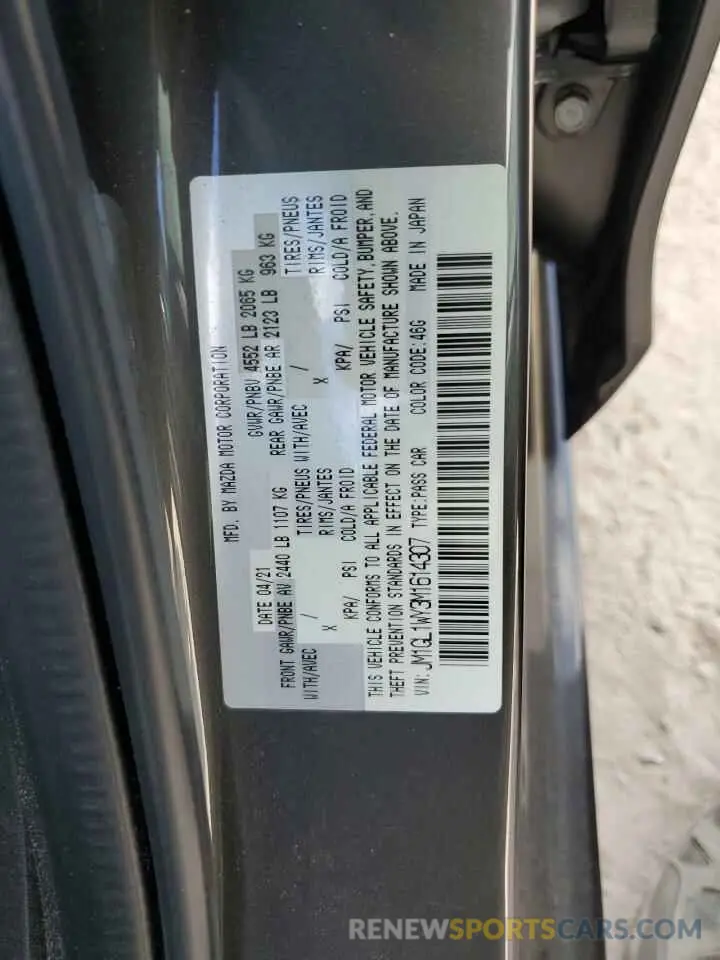 MFD. BY MAZDA MOTOR CORPORATION
DATE 04/21 GVWR/PNBV 4552 LB 2065 KG
FRONT GAWR/PNBE AV 2440 LB 1107 KG REAR GAWR/PNBE AR 2123 LB 963 KG
WITH/AVEC / TIRES/PNEUS WITH/AVEC / TIRES/PNEUS
X RIMS/JANTES X RIMS/JANTES
KPA/ PSI COLD/A FROID KPA/ PSI COLD/A FROID
THIS VEHICLE CONFORMS TO ALL APPLICABLE FEDERAL MOTOR VEHICLE SAFETY, BUMPER, AND
THEFT PREVENTION STANDARDS IN EFFECT ON THE DATE OF MANUFACTURE SHOWN ABOVE.
VIN: JM1GL1WY3M1614307 TYPE:PASS CAR COLOR CODE:46G MADE IN JAPAN
RENEWSPORTSCARS.COM